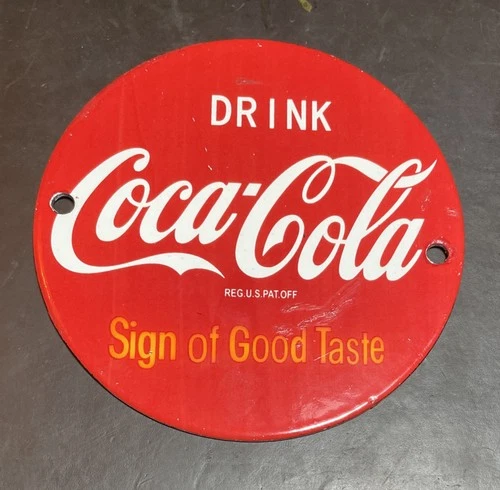 DRINK
Coca-Cola
REG.U.S.PAT.OFF
Sign of Good Taste